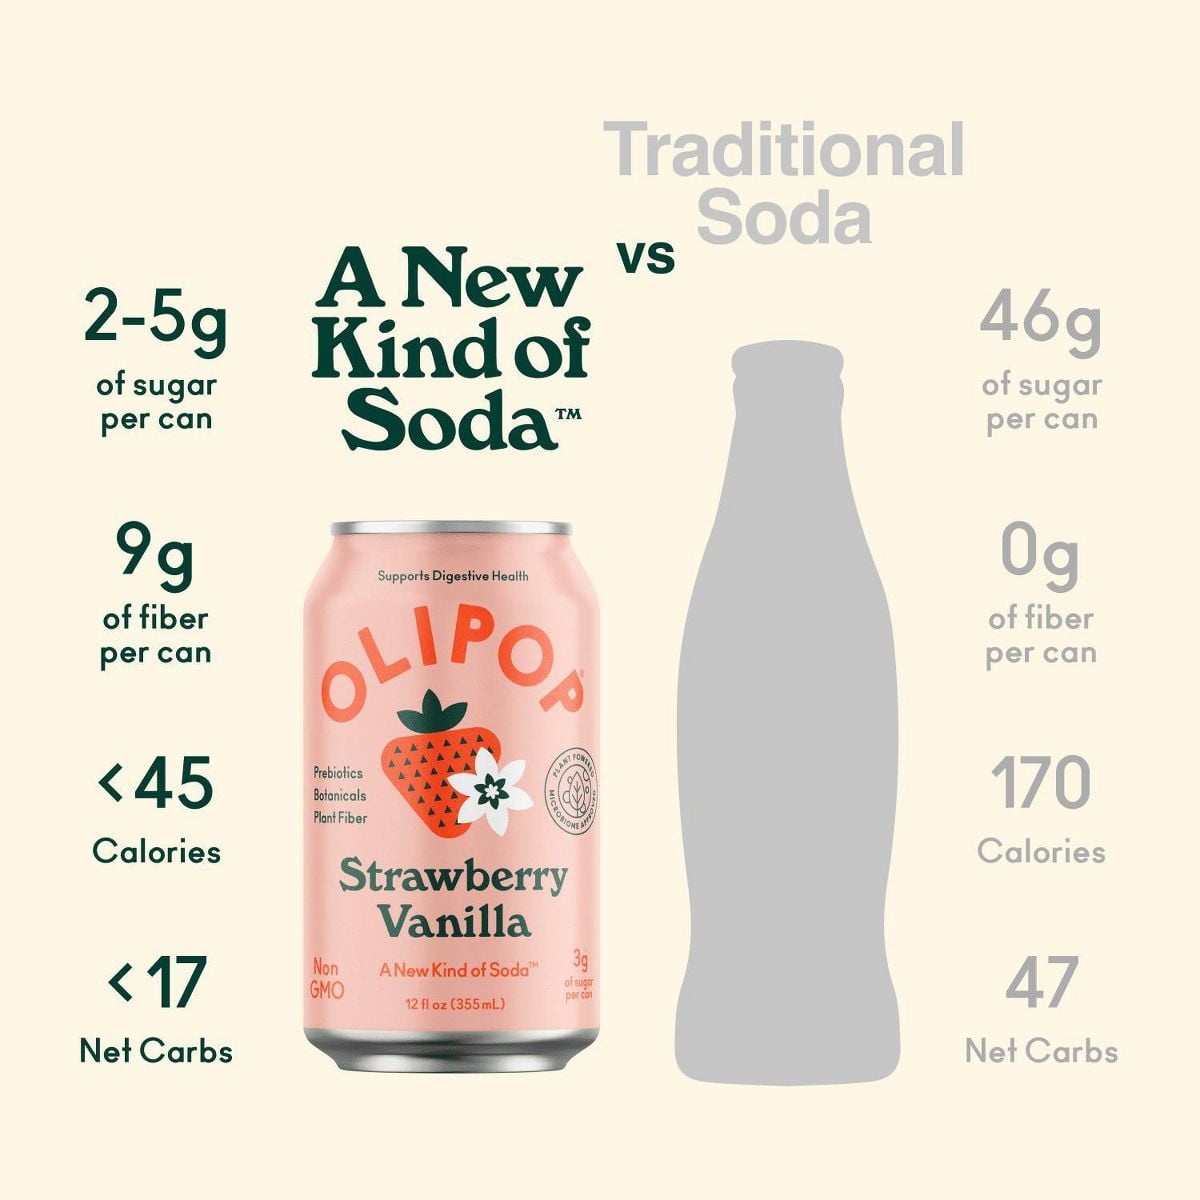 Traditional
Soda
vs
A New
Kind of
Soda™
2-5g
of sugar
per can
9g
of fiber
per can
<45
Calories
<17
Net Carbs
Supports Digestive Health
OLIPOP®
Prebiotics
Botanicals
Plant Fiber
PLANT POWERED
MICROBIOME APPROVED
Strawberry
Vanilla
Non
GMO
A New Kind of Soda™
12 fl oz (355 mL)
3g
of sugar
per can
46g
of sugar
per can
0g
of fiber
per can
170
Calories
47
Net Carbs